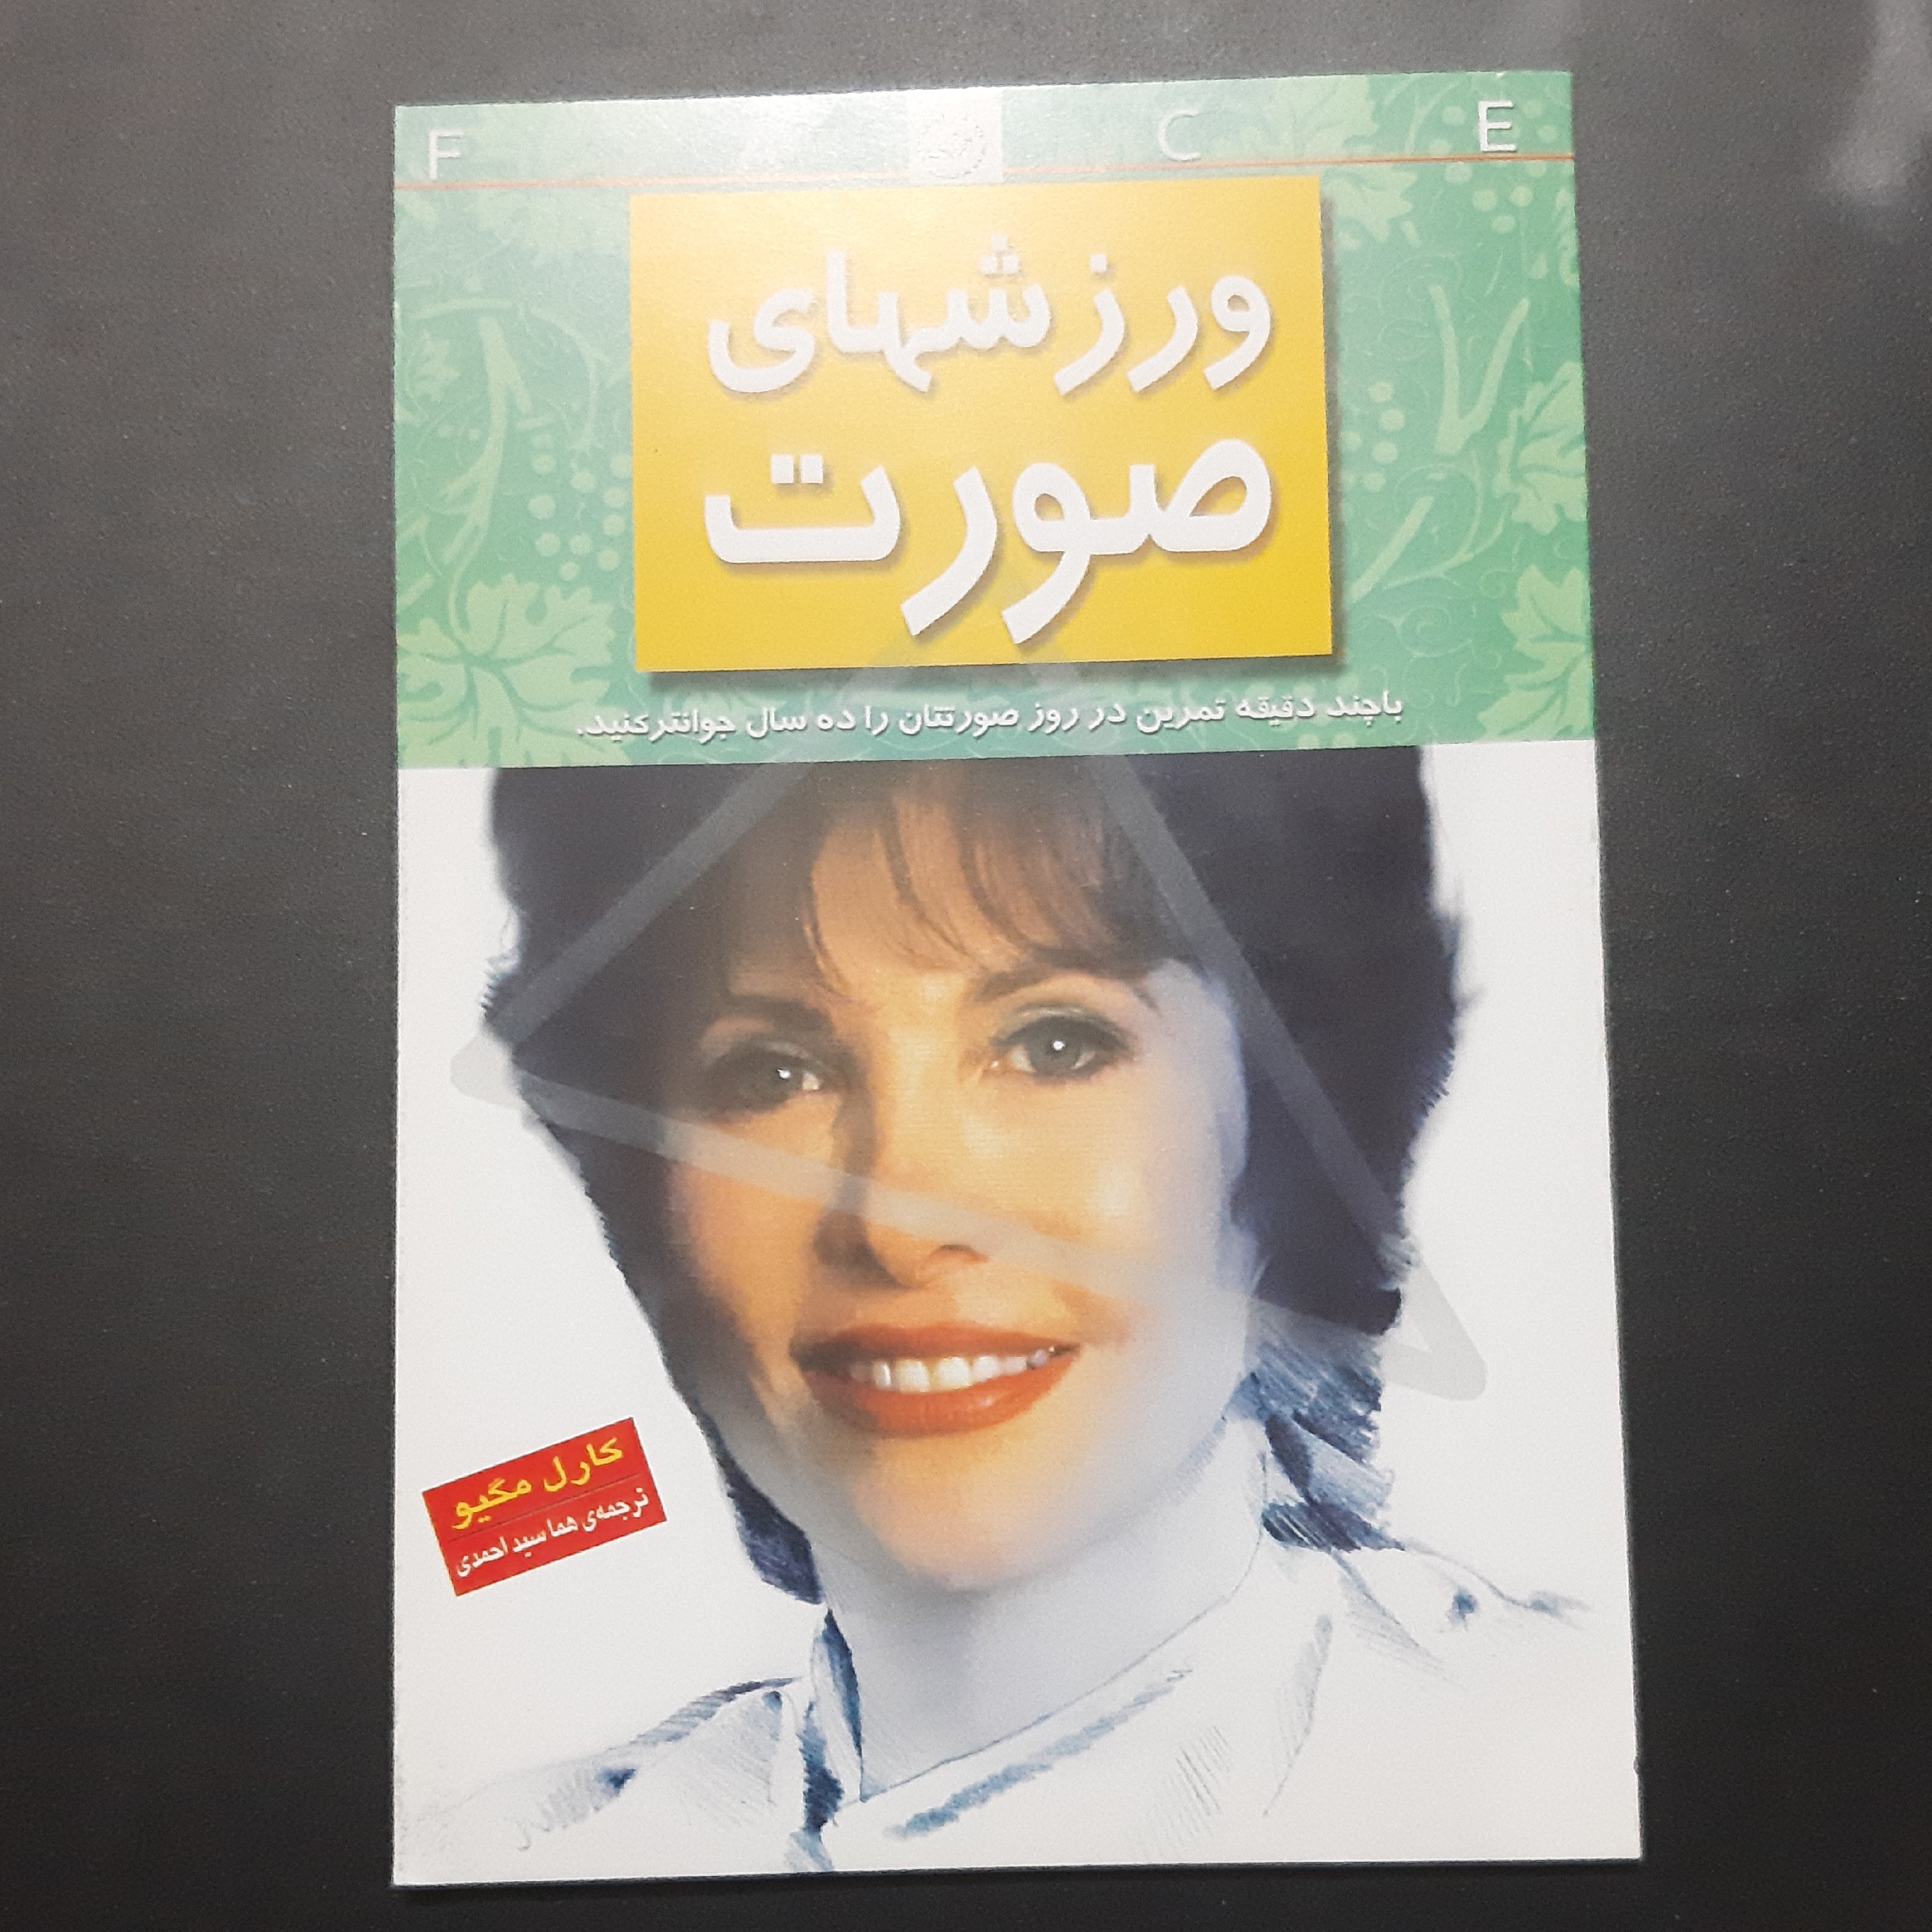 F A C E
ورزشهای
صورت
باچند دقیقه تمرین در روز صورتتان را ده سال جوانترکنید.
کارل مگیو
ترجمه‌ی هما سید احمدی